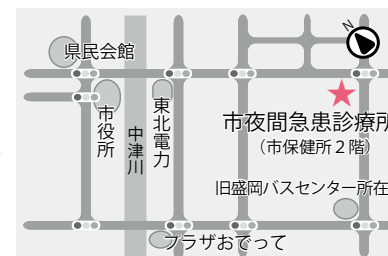 N
県民会館
市役所
中津川
東北電力
市夜間急患診療所
（市保健所２階）
旧盛岡バスセンター所在
プラザおでって